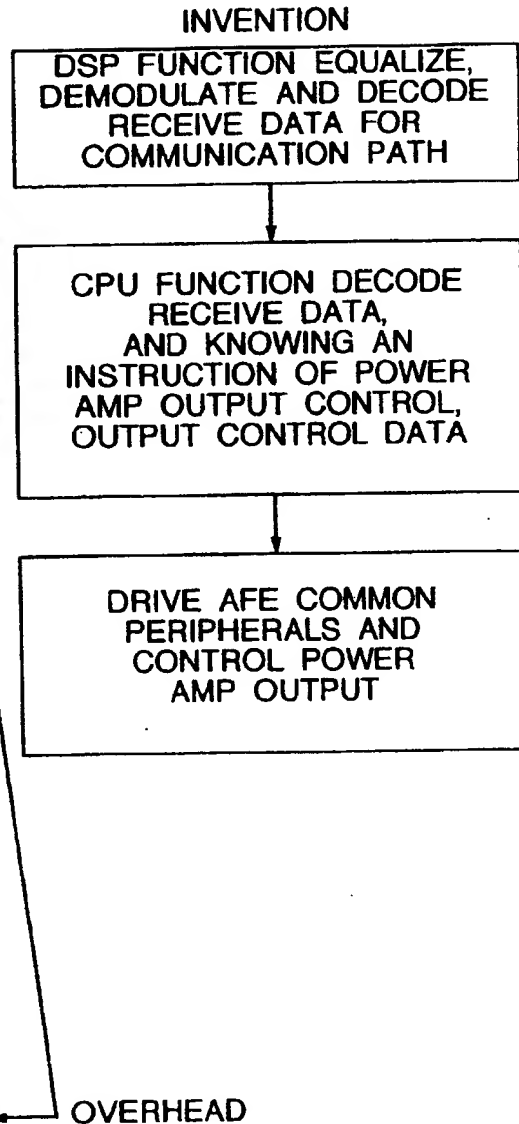 INVENTION
DSP FUNCTION EQUALIZE,
DEMODULATE AND DECODE
RECEIVE DATA FOR
COMMUNICATION PATH
CPU FUNCTION DECODE
RECEIVE DATA,
AND KNOWING AN
INSTRUCTION OF POWER
AMP OUTPUT CONTROL,
OUTPUT CONTROL DATA
DRIVE AFE COMMON
PERIPHERALS AND
CONTROL POWER
AMP OUTPUT
OVERHEAD